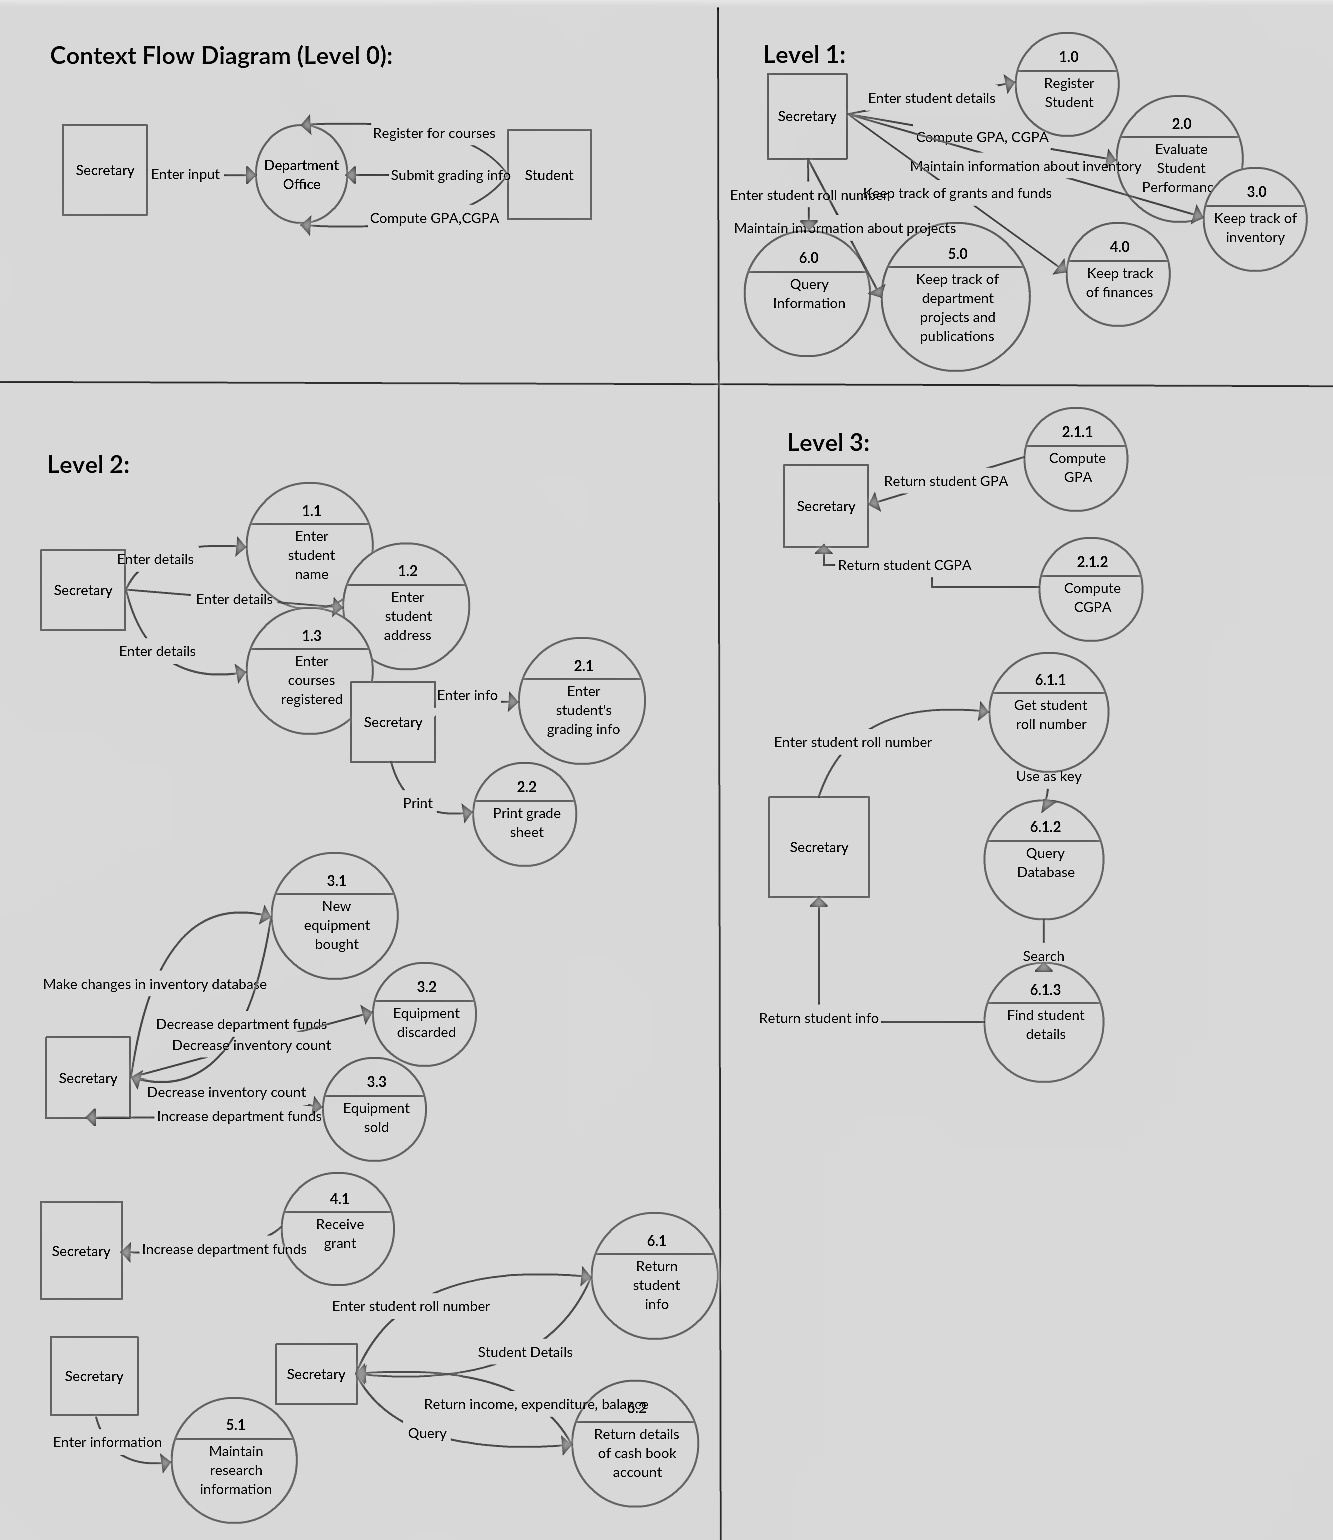 Context Flow Diagram (Level 0):
Secretary
Enter input
Department
Office
Register for courses
Submit grading info
Compute GPA,CGPA
Student
Level 1:
Secretary
Enter student details
1.0
Register
Student
Compute GPA, CGPA
2.0
Evaluate
Student
Performanc
Maintain information about inventory
3.0
Keep track of
inventory
Enter student roll number
Keep track of grants and funds
4.0
Keep track
of finances
Maintain information about projects
5.0
Keep track of
department
projects and
publications
6.0
Query
Information
Level 2:
Secretary
Enter details
1.1
Enter
student
name
Enter details
1.2
Enter
student
address
Enter details
1.3
Enter
courses
registered
Secretary
Enter info
2.1
Enter
student's
grading info
Print
2.2
Print grade
sheet
3.1
New
equipment
bought
Make changes in inventory database
3.2
Equipment
discarded
Decrease department funds
Decrease inventory count
Secretary
Decrease inventory count
Increase department funds
3.3
Equipment
sold
4.1
Receive
grant
Secretary
Increase department funds
6.1
Return
student
info
Enter student roll number
Student Details
Secretary
Return income, expenditure, balance
Query
6.2
Return details
of cash book
account
Secretary
Enter information
5.1
Maintain
research
information
Level 3:
2.1.1
Compute
GPA
Return student GPA
Secretary
Return student CGPA
2.1.2
Compute
CGPA
6.1.1
Get student
roll number
Enter student roll number
Use as key
6.1.2
Query
Database
Secretary
Search
6.1.3
Find student
details
Return student info